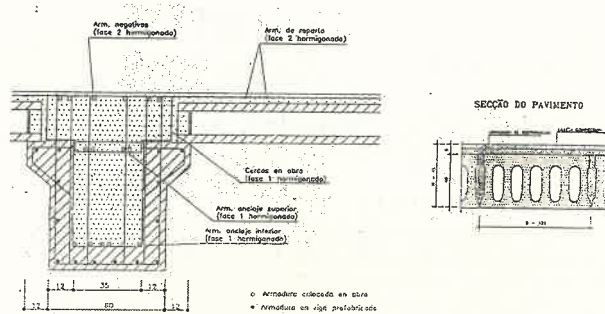 Arm. negativos
(fase 2 hormigonado)
Arm. de reparto
(fase 2 hormigonado)
Cercos en obra
(fase 1 hormigonado)
Arm. anclaje superior
(fase 1 hormigonado)
Arm. anclaje inferior
(fase 1 hormigonado)
12 35 12
12 60 12
o Armadura colocada en obra
• Armadura en viga prefabricada
SECÇÃO DO PAVIMENTO